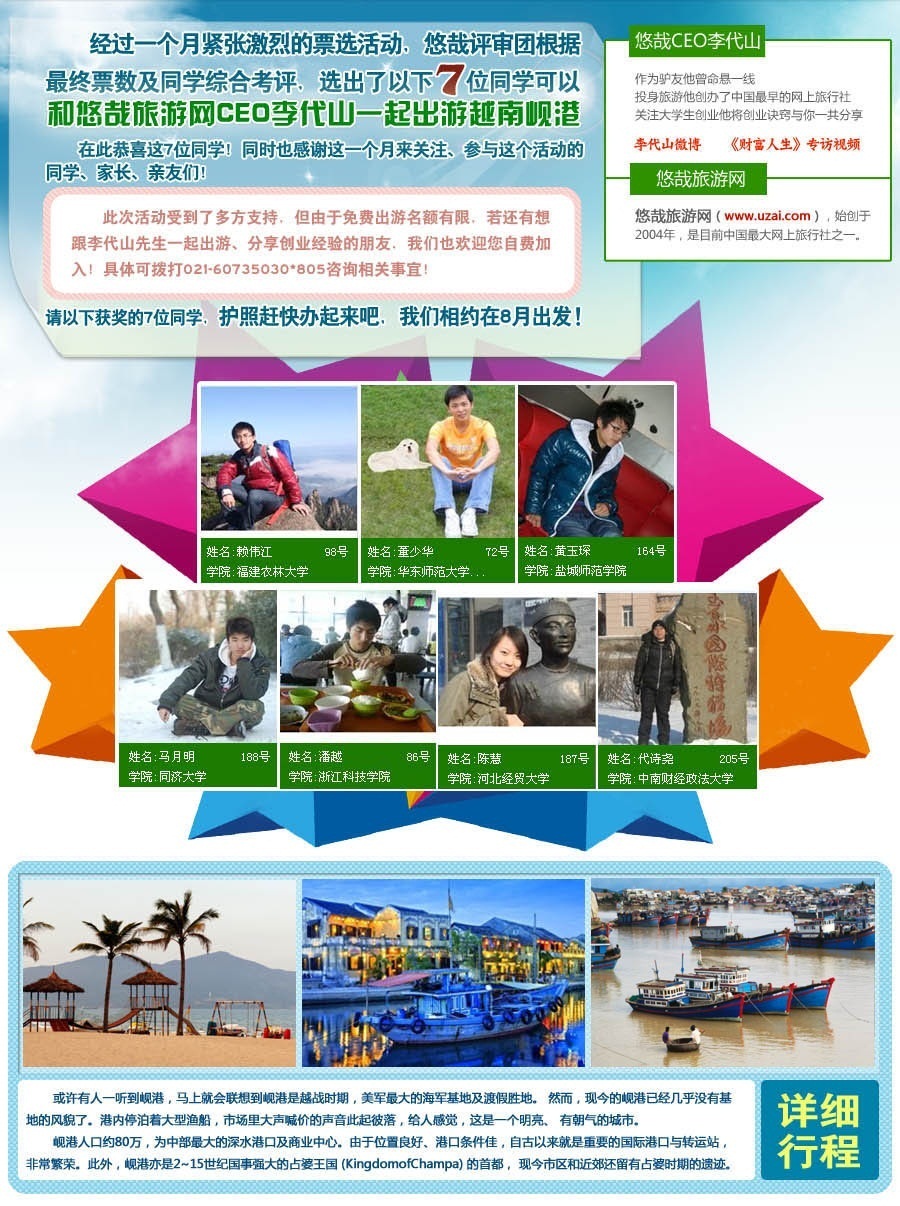 经过一个月紧张激烈的票选活动，悠哉评审团根据
最终票数及同学综合考评，选出了以下7位同学可以
和悠哉旅游网CEO李代山一起出游越南岘港
在此恭喜这7位同学！同时也感谢这一个月来关注、参与这个活动的
同学、家长、亲友们！
此次活动受到了多方支持，但由于免费出游名额有限，若还有想
跟李代山先生一起出游、分享创业经验的朋友，我们也欢迎您自费加
入！具体可拨打021-60735030*805咨询相关事宜！
请以下获奖的7位同学，护照赶快办起来吧，我们相约在8月出发！
悠哉CEO李代山
作为驴友他曾命悬一线
投身旅游他创办了中国最早的网上旅行社
关注大学生创业他将创业诀窍与你一共分享
李代山微博 《财富人生》专访视频
悠哉旅游网
悠哉旅游网（www.uzai.com），始创于
2004年，是目前中国最大网上旅行社之一。
姓名:赖伟江 98号
学院:福建农林大学
姓名:董少华 72号
学院:华东师范大学...
姓名:黄玉琛 164号
学院:盐城师范学院
姓名:马月明 188号
学院:同济大学
姓名:潘越 86号
学院:浙江科技学院
姓名:陈慧 187号
学院:河北经贸大学
姓名:代诗尧 205号
学院:中南财经政法大学
或许有人一听到岘港，马上就会联想到岘港是越战时期，美军最大的海军基地及渡假胜地。 然而，现今的岘港已经几乎没有基
地的风貌了。港内停泊着大型渔船，市场里大声喊价的声音此起彼落，给人感觉，这是一个明亮、 有朝气的城市。
岘港人口约80万，为中部最大的深水港口及商业中心。由于位置良好、港口条件佳，自古以来就是重要的国际港口与转运站，
非常繁荣。此外，岘港亦是2~15世纪国事强大的占婆王国 (KingdomofChampa) 的首都， 现今市区和近郊还留有占婆时期的遗迹。
详细
行程